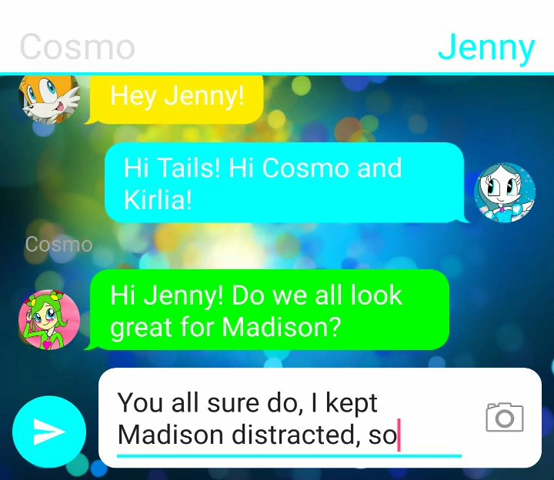 Cosmo
Jenny
Hey Jenny!
Hi Tails! Hi Cosmo and
Kirlia!
Cosmo
Hi Jenny! Do we all look
great for Madison?
You all sure do, I kept
Madison distracted, so